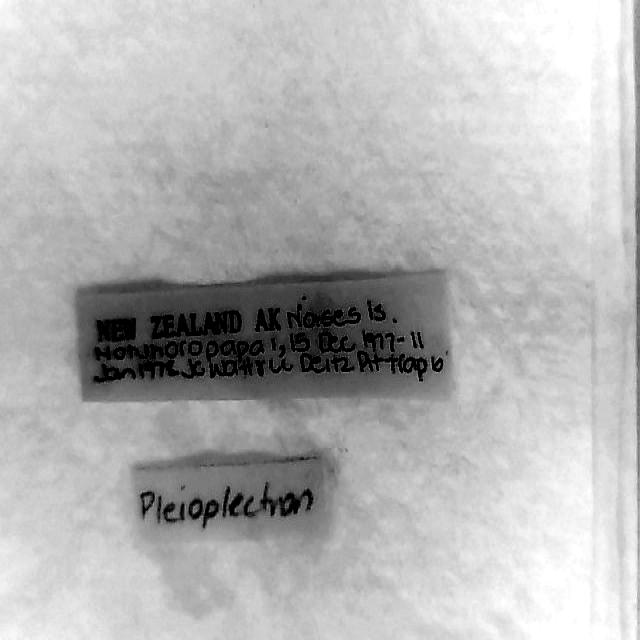 NEW ZEALAND AK Noises Is.
Motuhoropapa I, 15 Dec 1977-11
Jan 1978 JC Watt LL Deitz Pit trap 6
Pleioplectron